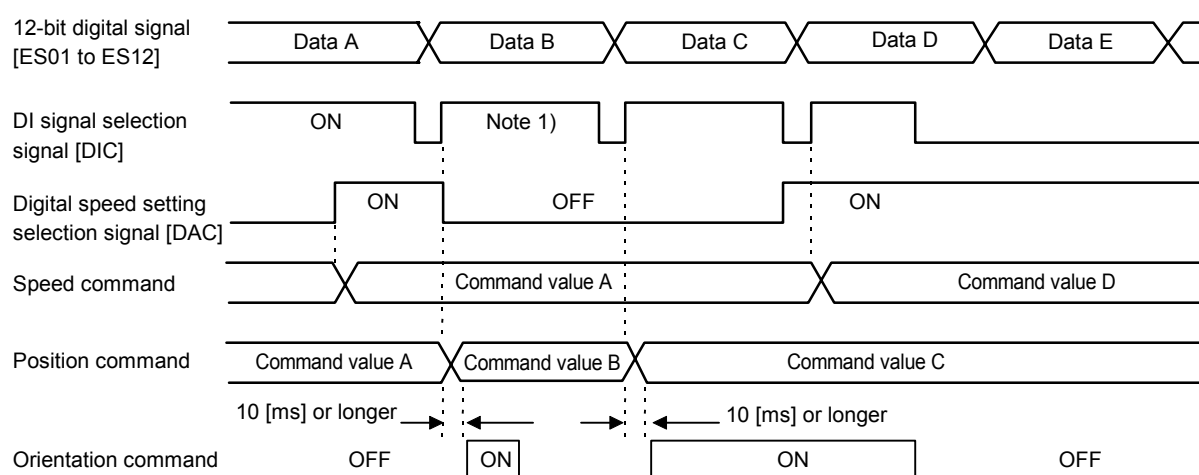 12-bit digital signal
[ES01 to ES12]
Data A
Data B
Data C
Data D
Data E
DI signal selection
signal [DIC]
ON
Note 1)
Digital speed setting
selection signal [DAC]
ON
OFF
ON
Speed command
Command value A
Command value D
Position command
Command value A
Command value B
Command value C
10 [ms] or longer
10 [ms] or longer
Orientation command
OFF
ON
ON
OFF